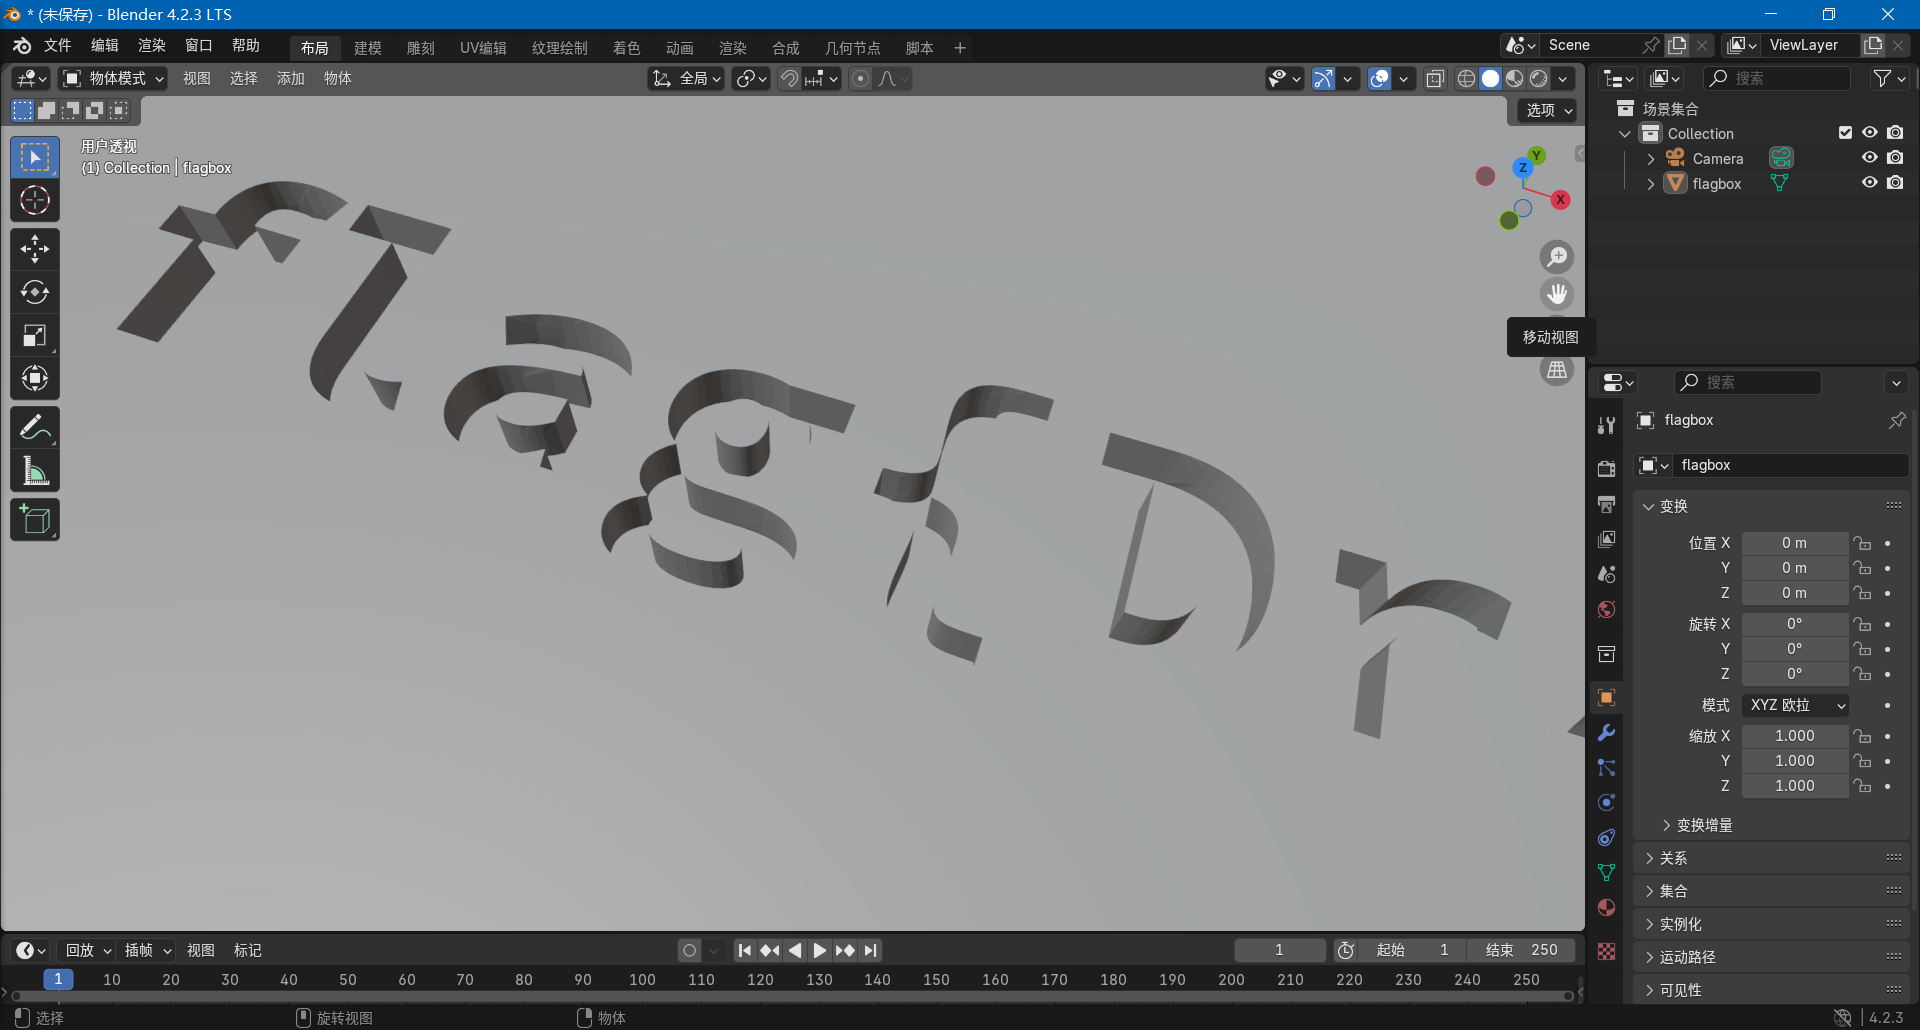 * (未保存) - Blender 4.2.3 LTS
文件 编辑 渲染 窗口 帮助 布局 建模 雕刻 UV编辑 纹理绘制 着色 动画 渲染 合成 几何节点 脚本 + Scene ViewLayer
物体模式 视图 选择 添加 物体 全局 搜索
选项
用户透视
(1) Collection | flagbox
Y
Z
X
flag{Dr
移动视图
场景集合
Collection
Camera
flagbox
搜索
flagbox
flagbox
变换
位置 X 0 m
Y 0 m
Z 0 m
旋转 X 0°
Y 0°
Z 0°
模式 XYZ 欧拉
缩放 X 1.000
Y 1.000
Z 1.000
变换增量
关系
集合
实例化
运动路径
可见性
回放 插帧 视图 标记 1 起始 1 结束 250
1 10 20 30 40 50 60 70 80 90 100 110 120 130 140 150 160 170 180 190 200 210 220 230 240 250
选择 旋转视图 物体 4.2.3